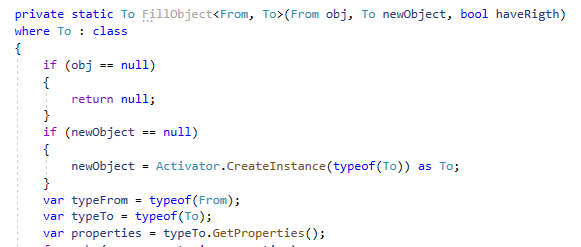 private static To FillObject<From, To>(From obj, To newObject, bool haveRigth)
where To : class
{
if (obj == null)
{
return null;
}
if (newObject == null)
{
newObject = Activator.CreateInstance(typeof(To)) as To;
}
var typeFrom = typeof(From);
var typeTo = typeof(To);
var properties = typeTo.GetProperties();